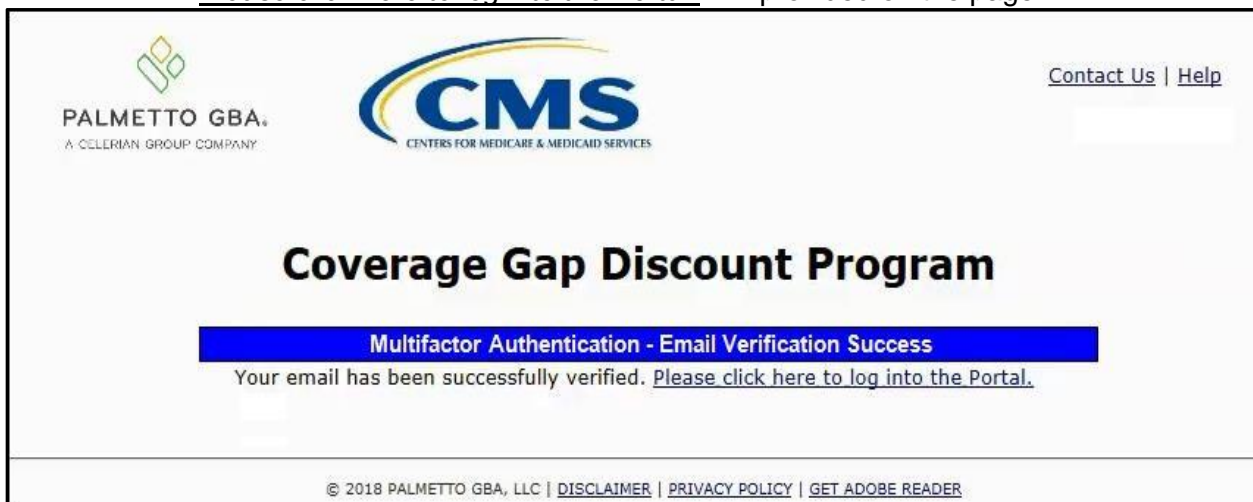 PALMETTO GBA.
A CELERIAN GROUP COMPANY
CMS
CENTERS FOR MEDICARE & MEDICAID SERVICES
Contact Us | Help
Coverage Gap Discount Program
Multifactor Authentication - Email Verification Success
Your email has been successfully verified. Please click here to log into the Portal.
© 2018 PALMETTO GBA, LLC | DISCLAIMER | PRIVACY POLICY | GET ADOBE READER